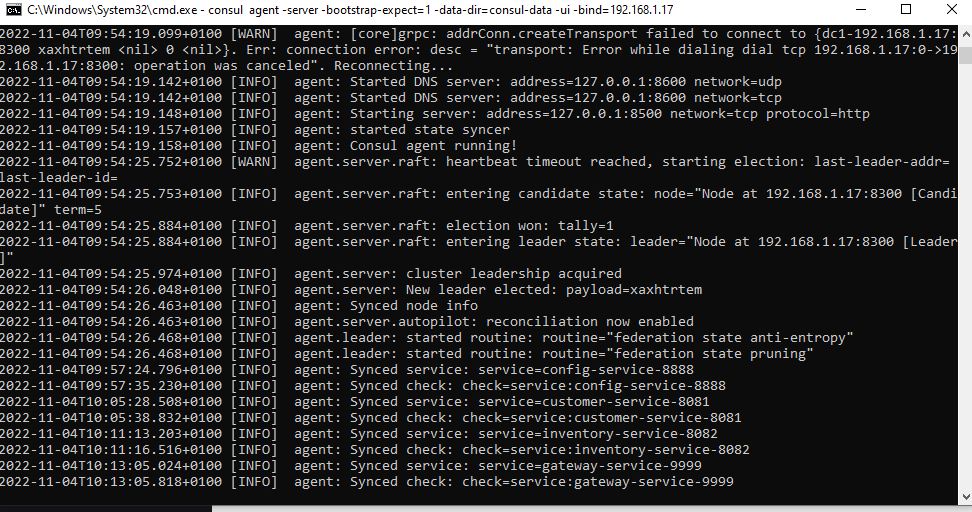 C:\Windows\System32\cmd.exe - consul agent -server -bootstrap-expect=1 -data-dir=consul-data -ui -bind=192.168.1.17
2022-11-04T09:54:19.099+0100 [WARN]  agent: [core]grpc: addrConn.createTransport failed to connect to {dc1-192.168.1.17:
8300 xaxhtrtem <nil> 0 <nil>}. Err: connection error: desc = "transport: Error while dialing dial tcp 192.168.1.17:0->19
2.168.1.17:8300: operation was canceled". Reconnecting...
2022-11-04T09:54:19.142+0100 [INFO]  agent: Started DNS server: address=127.0.0.1:8600 network=udp
2022-11-04T09:54:19.142+0100 [INFO]  agent: Started DNS server: address=127.0.0.1:8600 network=tcp
2022-11-04T09:54:19.148+0100 [INFO]  agent: Starting server: address=127.0.0.1:8500 network=tcp protocol=http
2022-11-04T09:54:19.157+0100 [INFO]  agent: started state syncer
2022-11-04T09:54:19.158+0100 [INFO]  agent: Consul agent running!
2022-11-04T09:54:25.752+0100 [WARN]  agent.server.raft: heartbeat timeout reached, starting election: last-leader-addr=
last-leader-id=
2022-11-04T09:54:25.753+0100 [INFO]  agent.server.raft: entering candidate state: node="Node at 192.168.1.17:8300 [Candi
date]" term=5
2022-11-04T09:54:25.884+0100 [INFO]  agent.server.raft: election won: tally=1
2022-11-04T09:54:25.884+0100 [INFO]  agent.server.raft: entering leader state: leader="Node at 192.168.1.17:8300 [Leader
]"
2022-11-04T09:54:25.974+0100 [INFO]  agent.server: cluster leadership acquired
2022-11-04T09:54:26.048+0100 [INFO]  agent.server: New leader elected: payload=xaxhtrtem
2022-11-04T09:54:26.463+0100 [INFO]  agent: Synced node info
2022-11-04T09:54:26.463+0100 [INFO]  agent.server.autopilot: reconciliation now enabled
2022-11-04T09:54:26.468+0100 [INFO]  agent.leader: started routine: routine="federation state anti-entropy"
2022-11-04T09:54:26.468+0100 [INFO]  agent.leader: started routine: routine="federation state pruning"
2022-11-04T09:57:24.796+0100 [INFO]  agent: Synced service: service=config-service-8888
2022-11-04T09:57:35.230+0100 [INFO]  agent: Synced check: check=service:config-service-8888
2022-11-04T10:05:28.508+0100 [INFO]  agent: Synced service: service=customer-service-8081
2022-11-04T10:05:38.832+0100 [INFO]  agent: Synced check: check=service:customer-service-8081
2022-11-04T10:11:13.203+0100 [INFO]  agent: Synced service: service=inventory-service-8082
2022-11-04T10:11:16.516+0100 [INFO]  agent: Synced check: check=service:inventory-service-8082
2022-11-04T10:13:05.024+0100 [INFO]  agent: Synced service: service=gateway-service-9999
2022-11-04T10:13:05.818+0100 [INFO]  agent: Synced check: check=service:gateway-service-9999